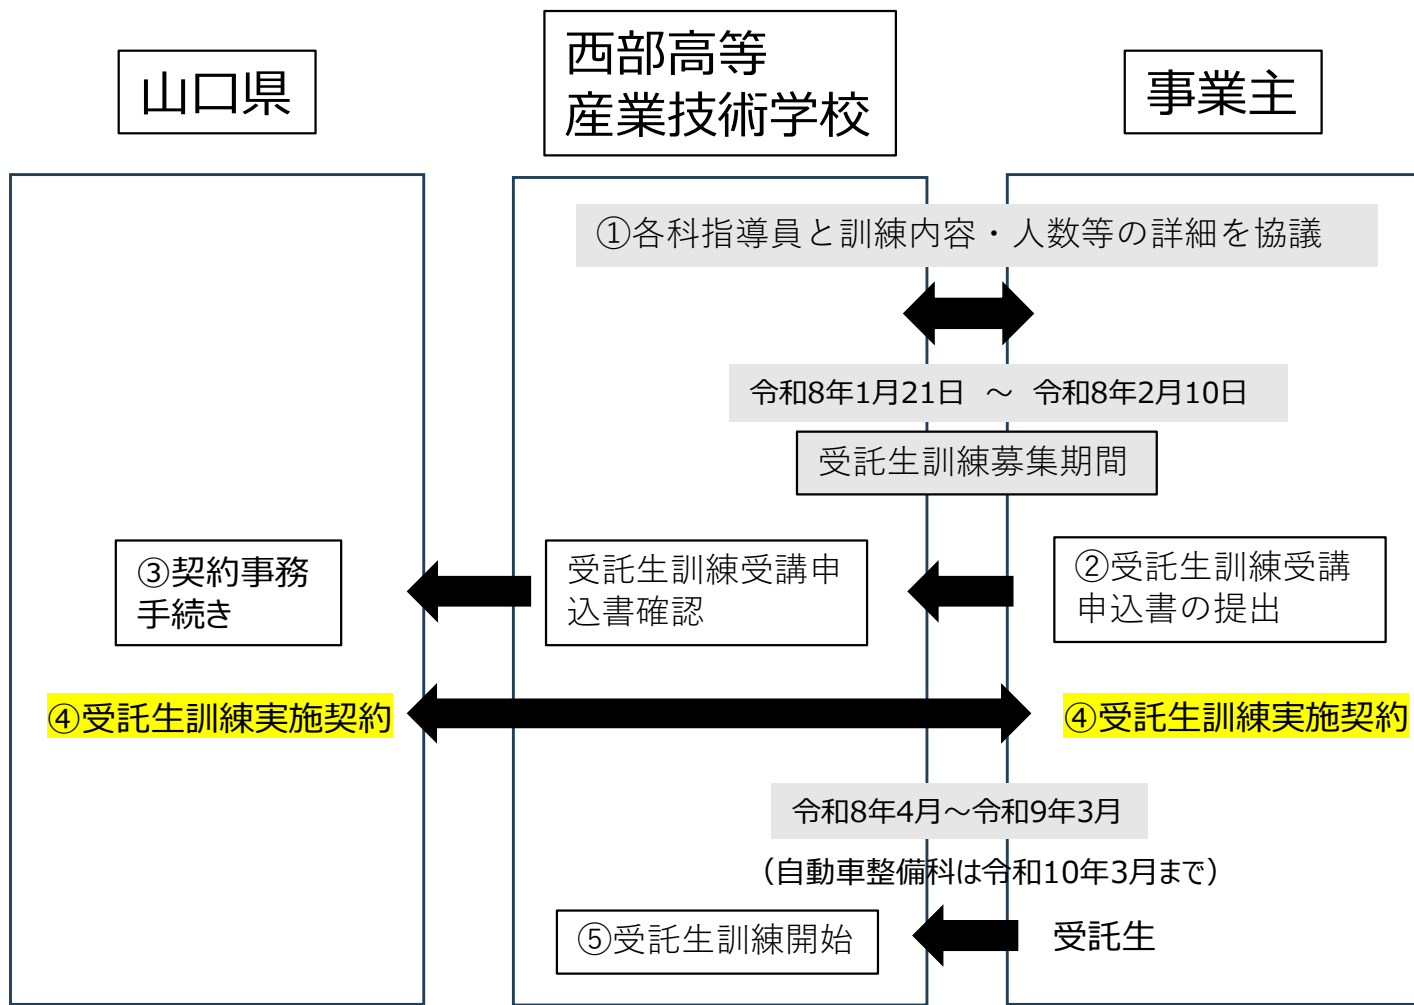 山口県
西部高等
産業技術学校
事業主
①各科指導員と訓練内容・人数等の詳細を協議
令和8年1月21日 ～ 令和8年2月10日
受託生訓練募集期間
③契約事務
手続き
受託生訓練受講申
込書確認
②受託生訓練受講
申込書の提出
④受託生訓練実施契約
④受託生訓練実施契約
令和8年4月～令和9年3月
（自動車整備科は令和10年3月まで）
⑤受託生訓練開始
受託生